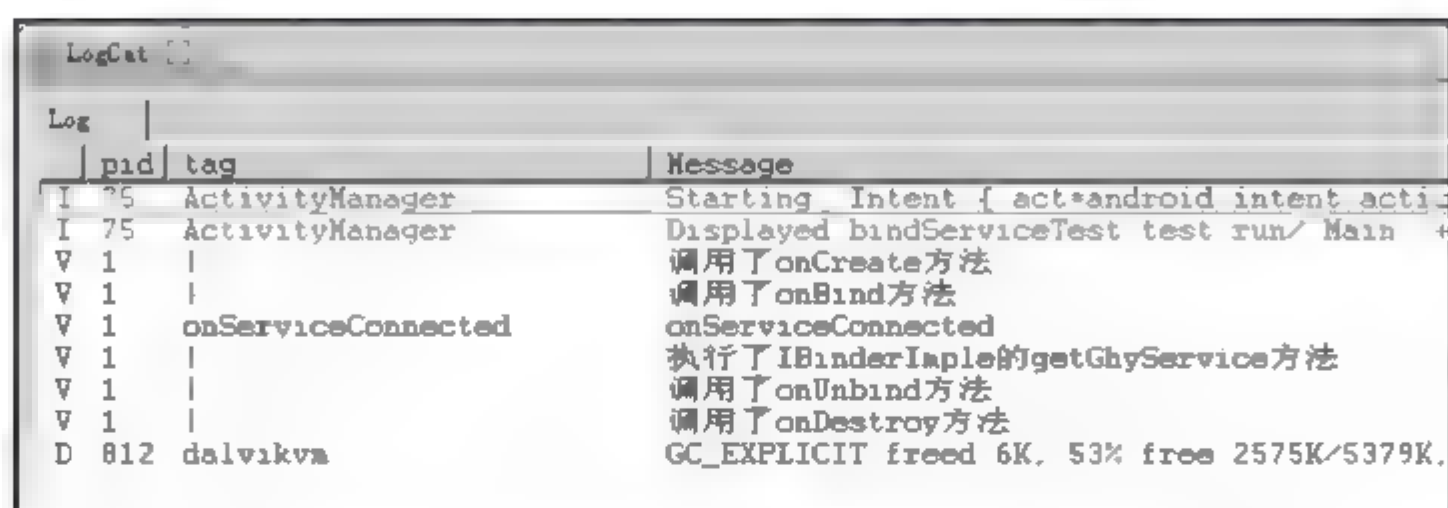 LogCat
Log
pid tag Message
I 75 ActivityManager Starting Intent { act=android intent acti
I 75 ActivityManager Displayed bindServiceTest test run/ Main +
V 1 调用了onCreate方法
V 1 调用了onBind方法
V 1 onServiceConnected onServiceConnected
V 1 执行了IBinderImple的getGhyService方法
V 1 调用了onUnbind方法
V 1 调用了onDestroy方法
D 812 dalvikvm GC_EXPLICIT freed 6K, 53% free 2575K/5379K,